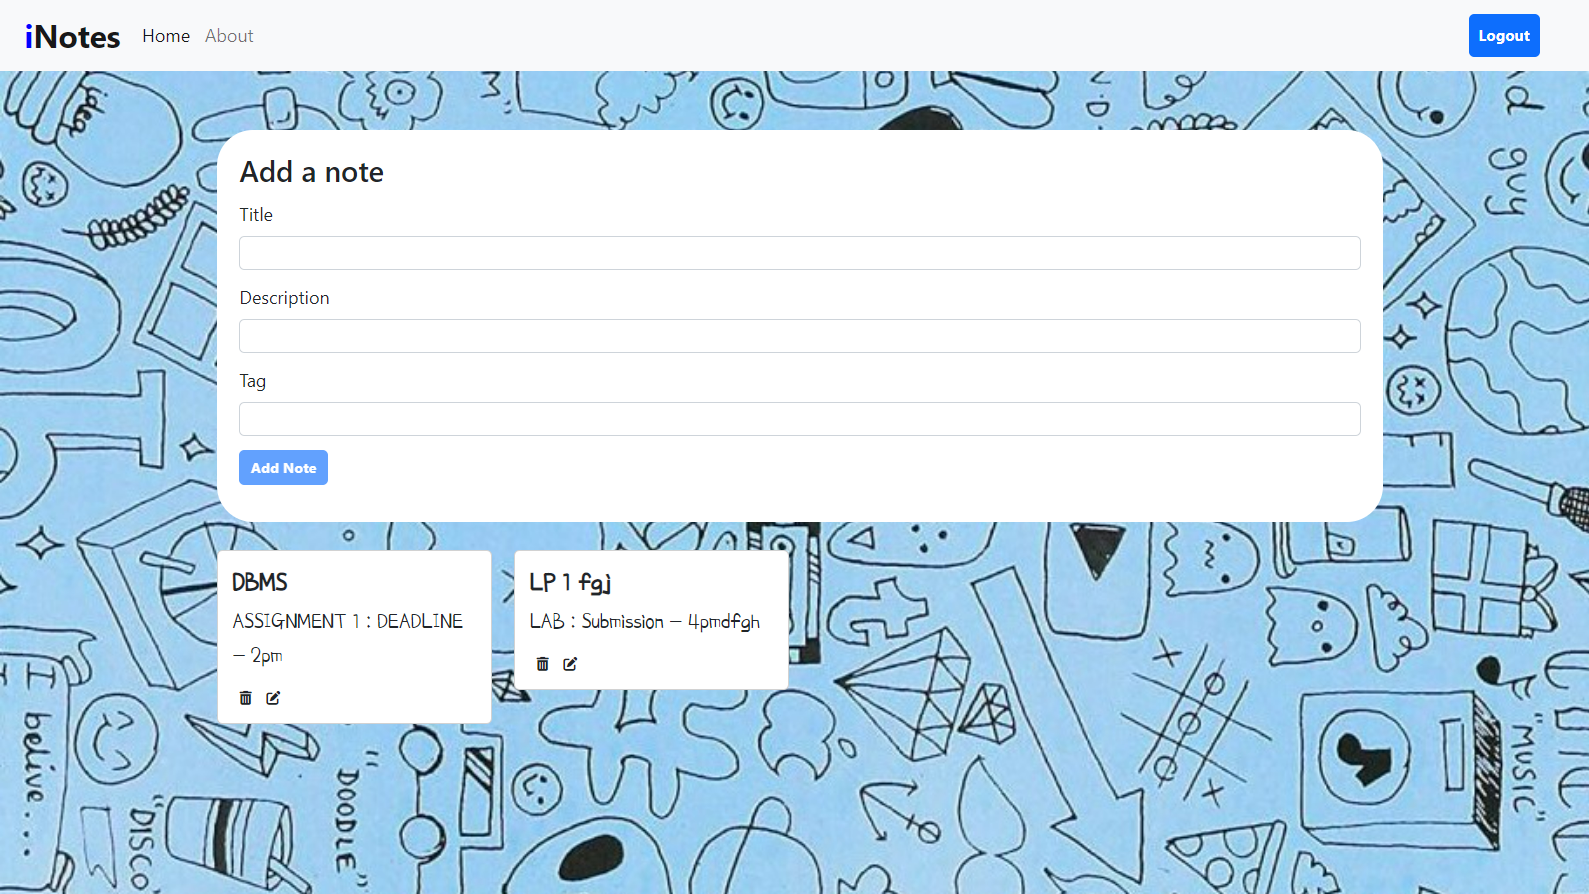 iNotes Home About Logout
idea
N.D.
nd
guy
Add a note
Title
Description
Tag
Add Note
DBMS
ASSIGNMENT 1 : DEADLINE
– 2pm
LP 1 fgj
LAB : Submission – 4pmdfgh
I belive...
"DISCO"
"DOODLE"
"MUSIC"